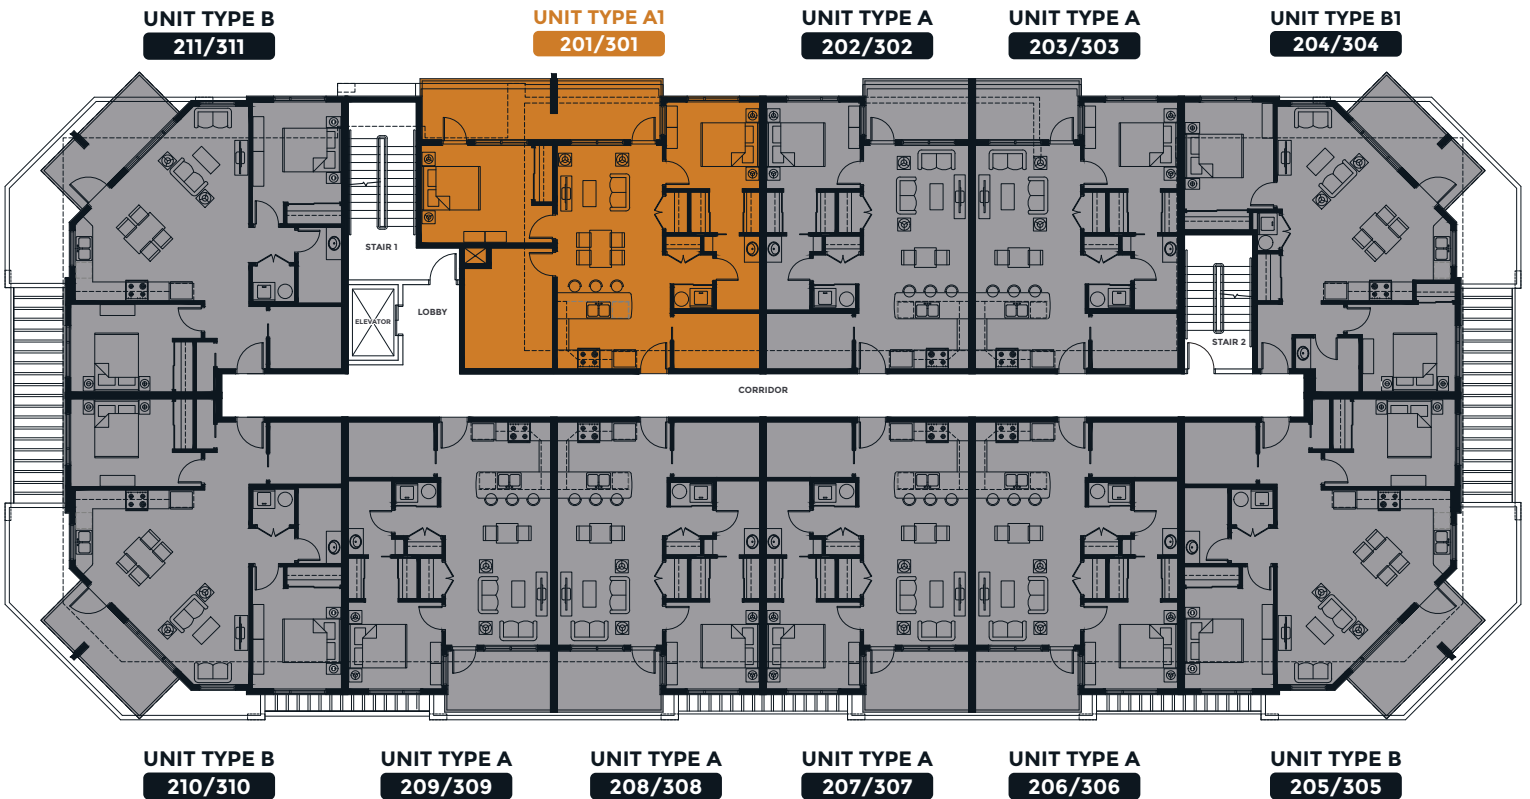 UNIT TYPE B
211/311
UNIT TYPE A1
201/301
UNIT TYPE A
202/302
UNIT TYPE A
203/303
UNIT TYPE B1
204/304
STAIR 1
LOBBY
ELEVATOR
STAIR 2
CORRIDOR
UNIT TYPE B
210/310
UNIT TYPE A
209/309
UNIT TYPE A
208/308
UNIT TYPE A
207/307
UNIT TYPE A
206/306
UNIT TYPE B
205/305